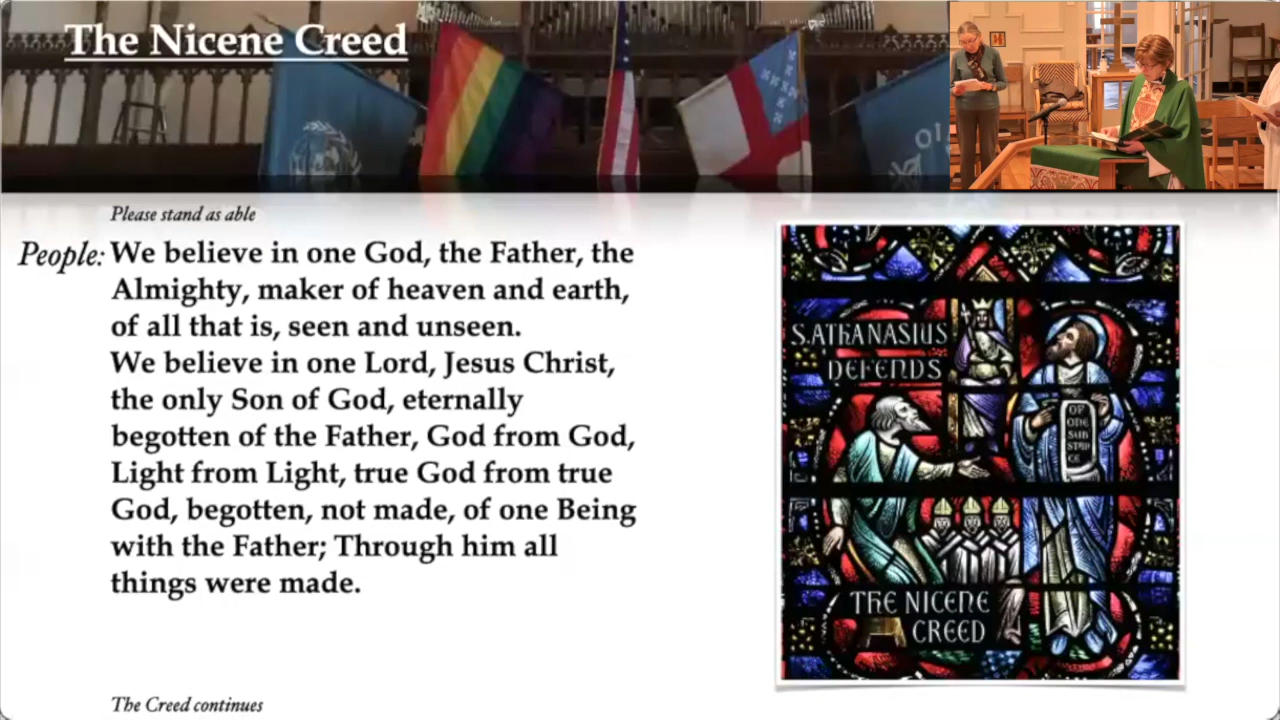 The Nicene Creed
Please stand as able
People: We believe in one God, the Father, the
Almighty, maker of heaven and earth,
of all that is, seen and unseen.
We believe in one Lord, Jesus Christ,
the only Son of God, eternally
begotten of the Father, God from God,
Light from Light, true God from true
God, begotten, not made, of one Being
with the Father; Through him all
things were made.
The Creed continues
S. ATHANASIUS
DEFENDS
OF
ONE
SUB
STAN
CE
THE NICENE
CREED